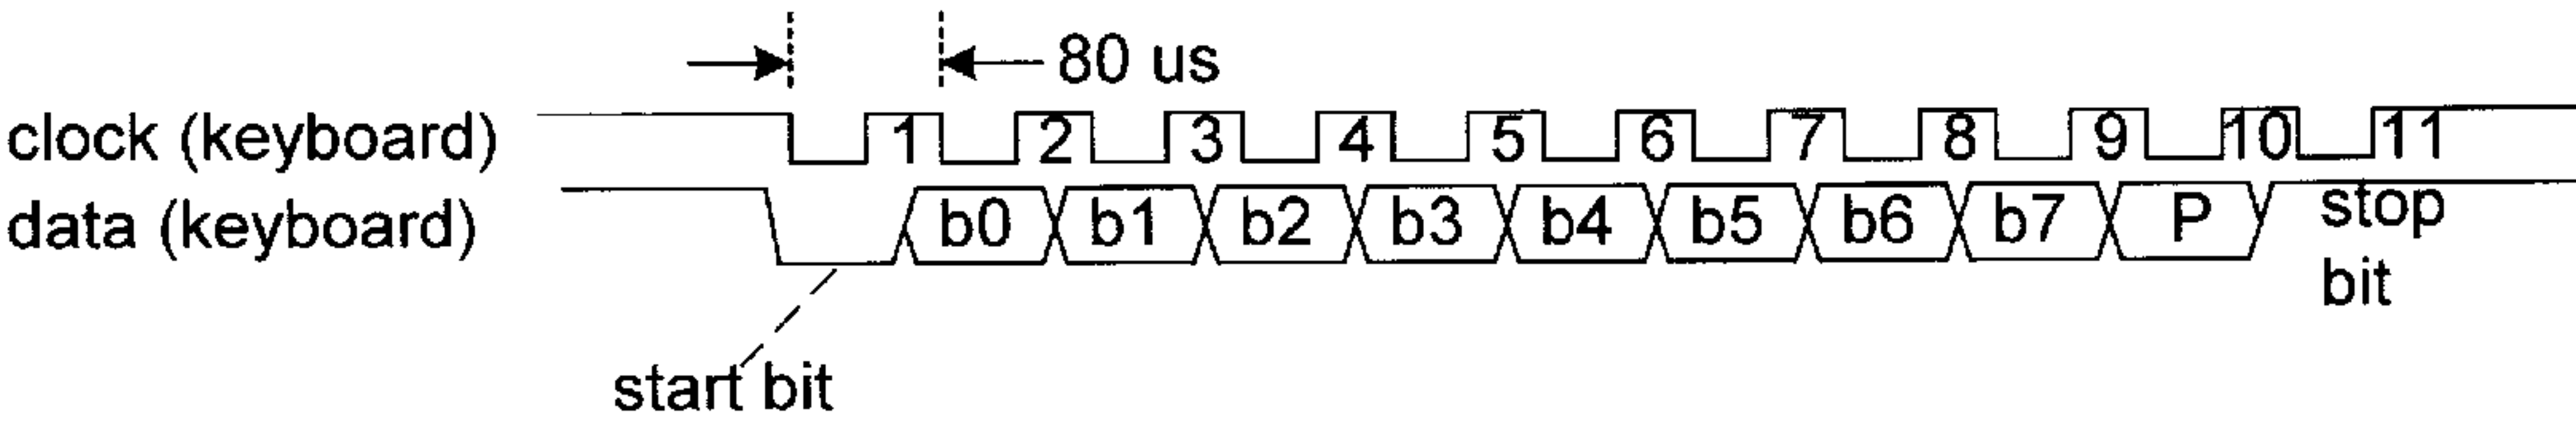 80 us
clock (keyboard) 1 2 3 4 5 6 7 8 9 10 11
data (keyboard) b0 b1 b2 b3 b4 b5 b6 b7 P stop
bit
start bit